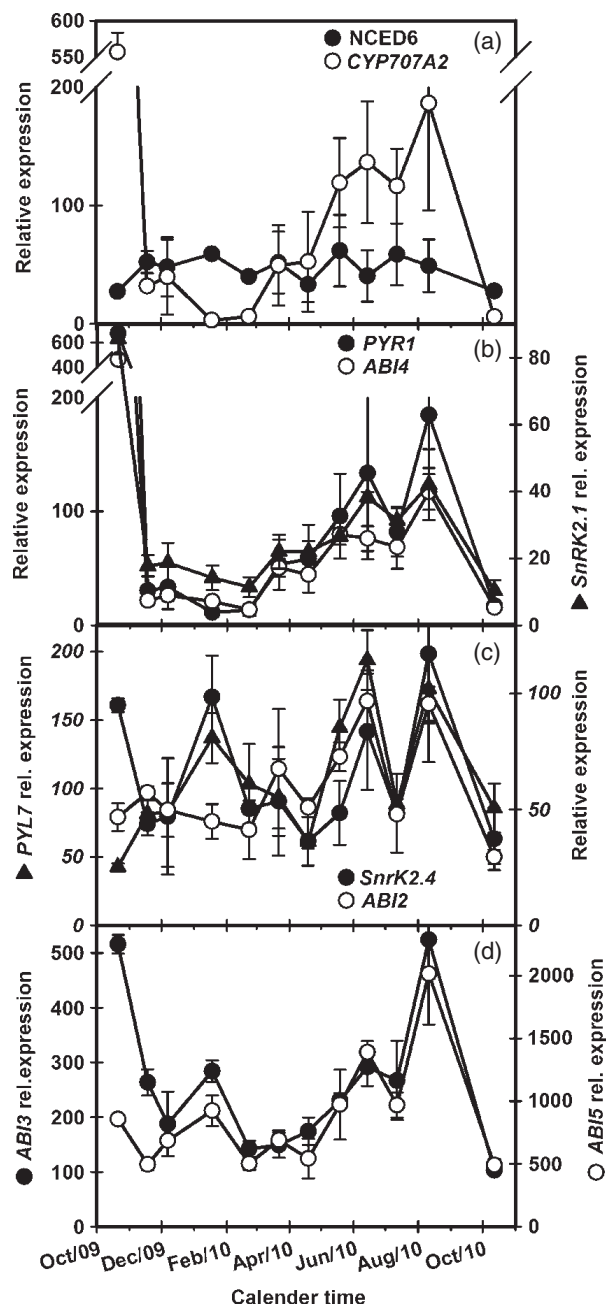 600
550
200
100
0
Relative expression
NCED6
CYP707A2
(a)
600
400
200
100
0
Relative expression
PYR1
ABI4
(b)
80
60
40
20
0
SnRK2.1 rel. expression
200
150
100
50
0
PYL7 rel. expression
(c)
SnrK2.4
ABI2
100
50
0
Relative expression
500
400
300
200
100
0
ABI3 rel.expression
(d)
2000
1500
1000
500
0
ABI5 rel. expression
Oct/09
Dec/09
Feb/10
Apr/10
Jun/10
Aug/10
Oct/10
Calender time